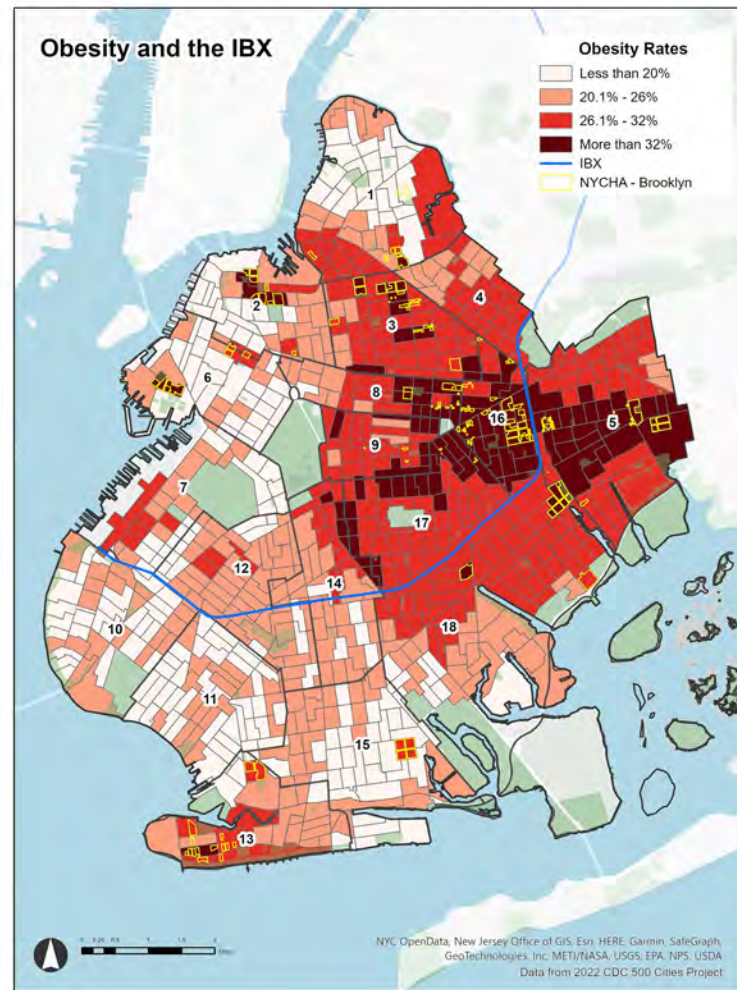 Obesity and the IBX
Obesity Rates
Less than 20%
20.1% - 26%
26.1% - 32%
More than 32%
IBX
NYCHA - Brooklyn
1
2
3
4
6
8
16
5
9
7
17
12
14
10
18
11
15
13
NYC OpenData, New Jersey Office of GIS, Esri, HERE, Garmin, SafeGraph,
GeoTechnologies, Inc, METI/NASA, USGS, EPA, NPS, USDA
Data from 2022 CDC 500 Cities Project